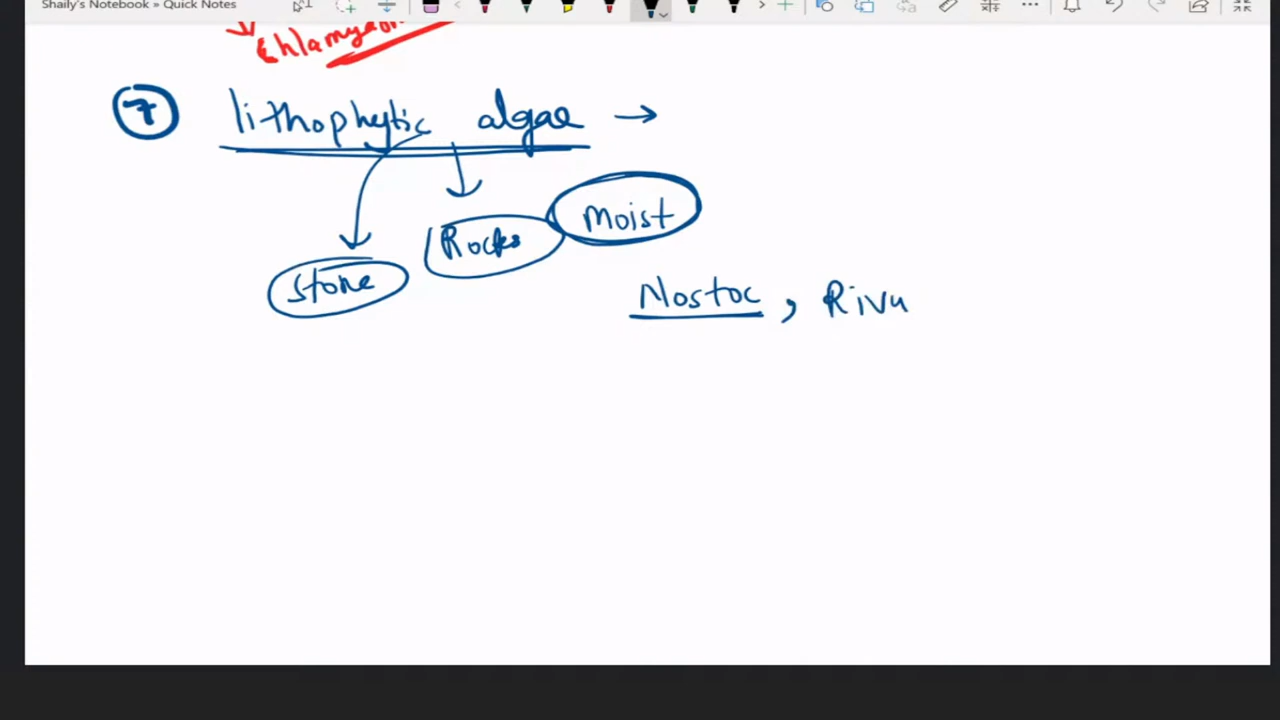 Shaily's Notebook » Quick Notes
7 lithophytic algae →
Moist
Rocks
Stone
Nostoc , Rivu